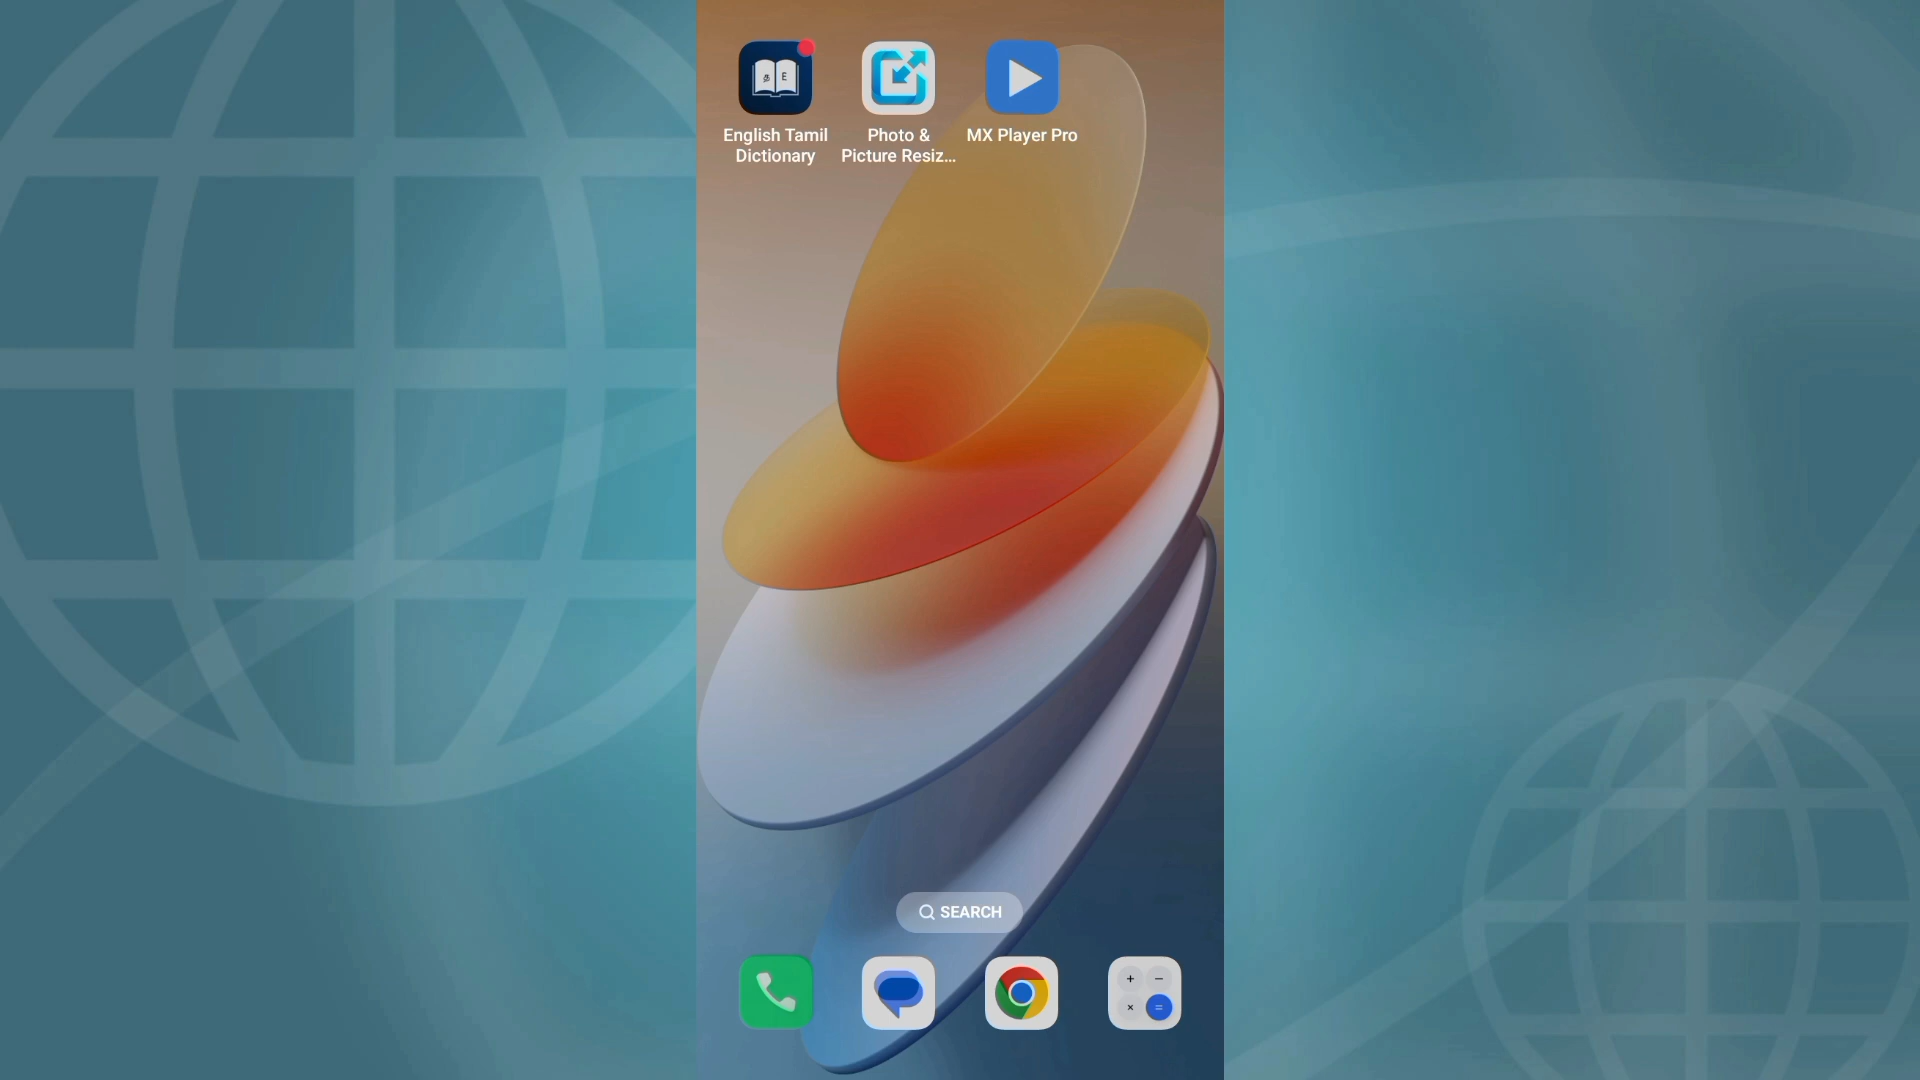 த E
English Tamil
Dictionary
Photo &
Picture Resiz...
MX Player Pro
SEARCH
+ −
× =